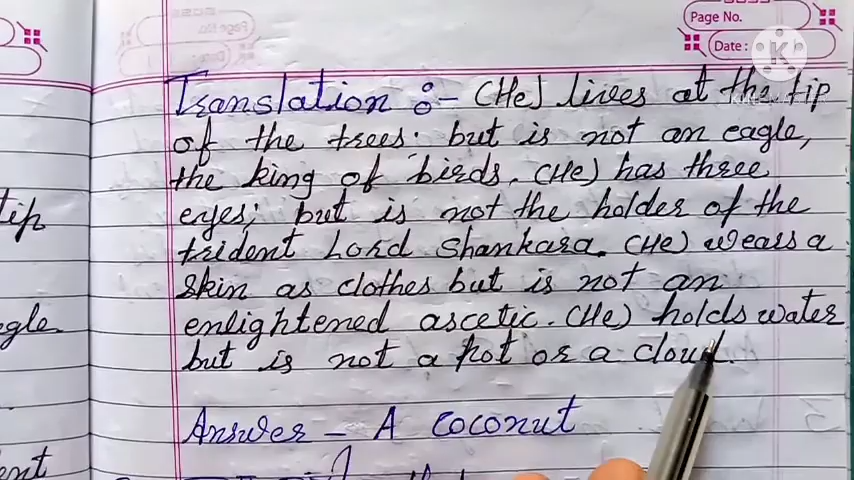 Page No.
Date:
Translation :- (He) lives at the tip
of the trees. but is not an eagle,
the king of birds. (He) has three
eyes; but is not the holder of the
trident Lord Shankara. (He) wears a
skin as clothes but is not an
enlightened ascetic. (He) holds water
but is not a pot or a cloud.
Answer - A coconut
tip
gle.
ent